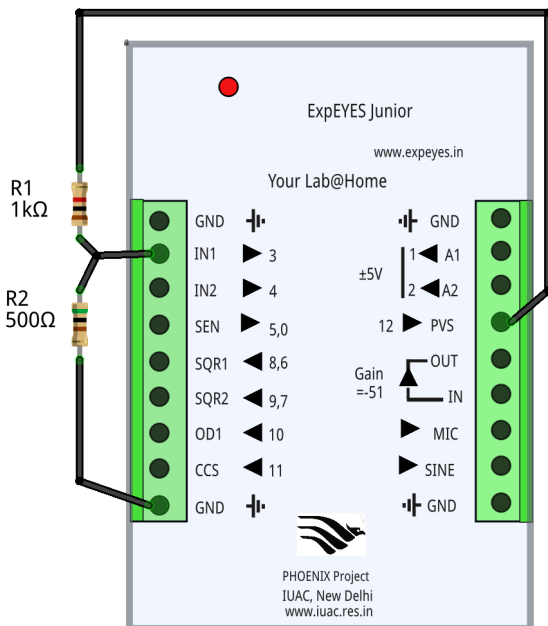 ExpEYES Junior
www.expeyes.in
Your Lab@Home
R1
1kΩ
R2
500Ω
GND
IN1 3
IN2 4
SEN 5,0
SQR1 8,6
SQR2 9,7
OD1 10
CCS 11
GND
GND
±5V
1 A1
2 A2
12 PVS
Gain
=-51
OUT
IN
MIC
SINE
GND
PHOENIX Project
IUAC, New Delhi
www.iuac.res.in